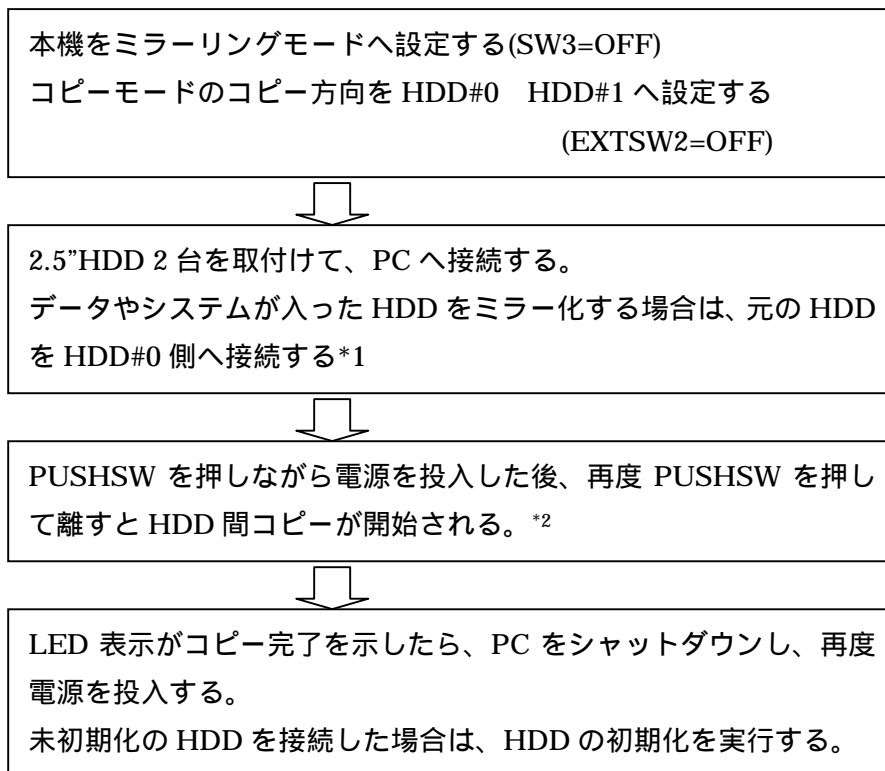 本機をミラーリングモードへ設定する(SW3=OFF)
コピーモードのコピー方向を HDD#0　HDD#1 へ設定する
(EXTSW2=OFF)
2.5”HDD 2 台を取付けて、PC へ接続する。
データやシステムが入った HDD をミラー化する場合は、元の HDD
を HDD#0 側へ接続する*1
PUSHSW を押しながら電源を投入した後、再度 PUSHSW を押し
て離すと HDD 間コピーが開始される。*2
LED 表示がコピー完了を示したら、PC をシャットダウンし、再度
電源を投入する。
未初期化の HDD を接続した場合は、HDD の初期化を実行する。